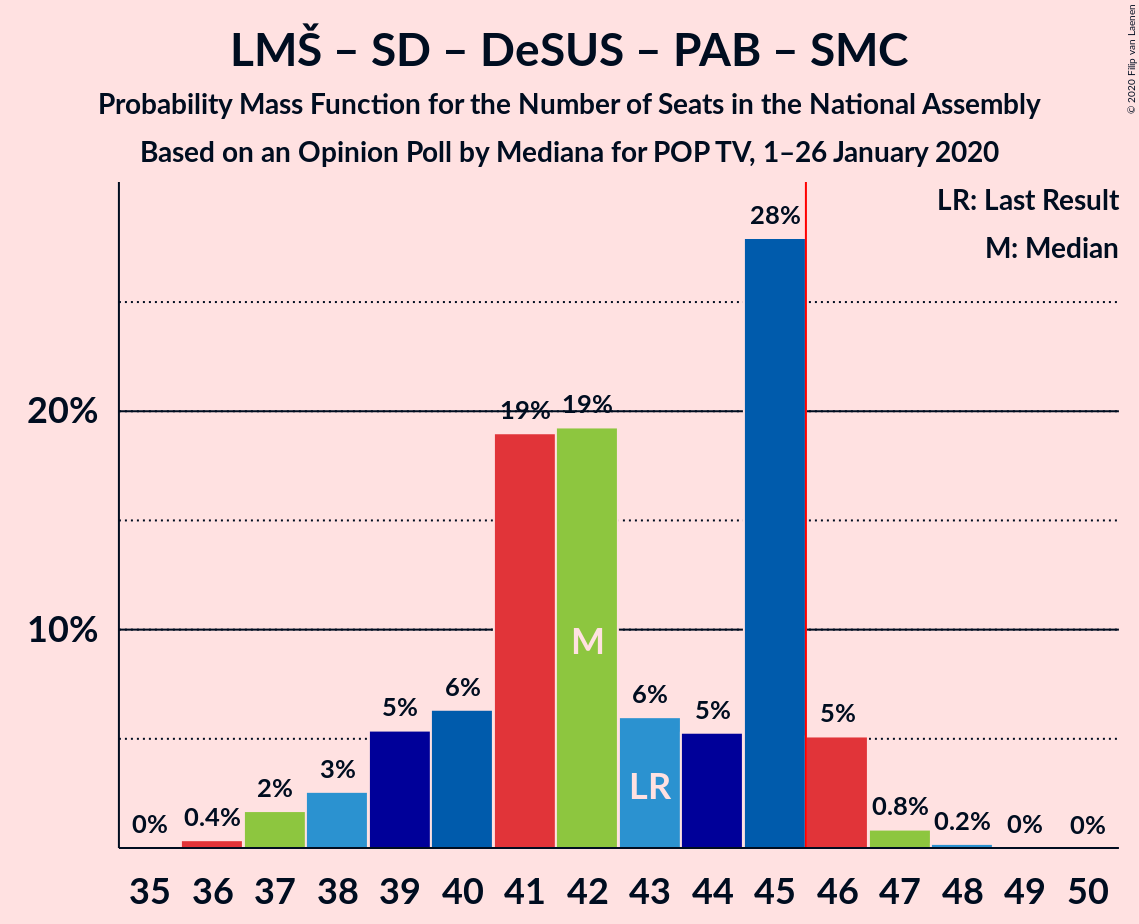 LMŠ – SD – DeSUS – PAB – SMC
Probability Mass Function for the Number of Seats in the National Assembly
Based on an Opinion Poll by Mediana for POP TV, 1–26 January 2020
© 2020 Filip van Laenen
LR: Last Result
M: Median
20%
10%
0% 0.4% 2% 3% 5% 6% 19% 19% 6% 5% 28% 5% 0.8% 0.2% 0% 0%
M
LR
35 36 37 38 39 40 41 42 43 44 45 46 47 48 49 50